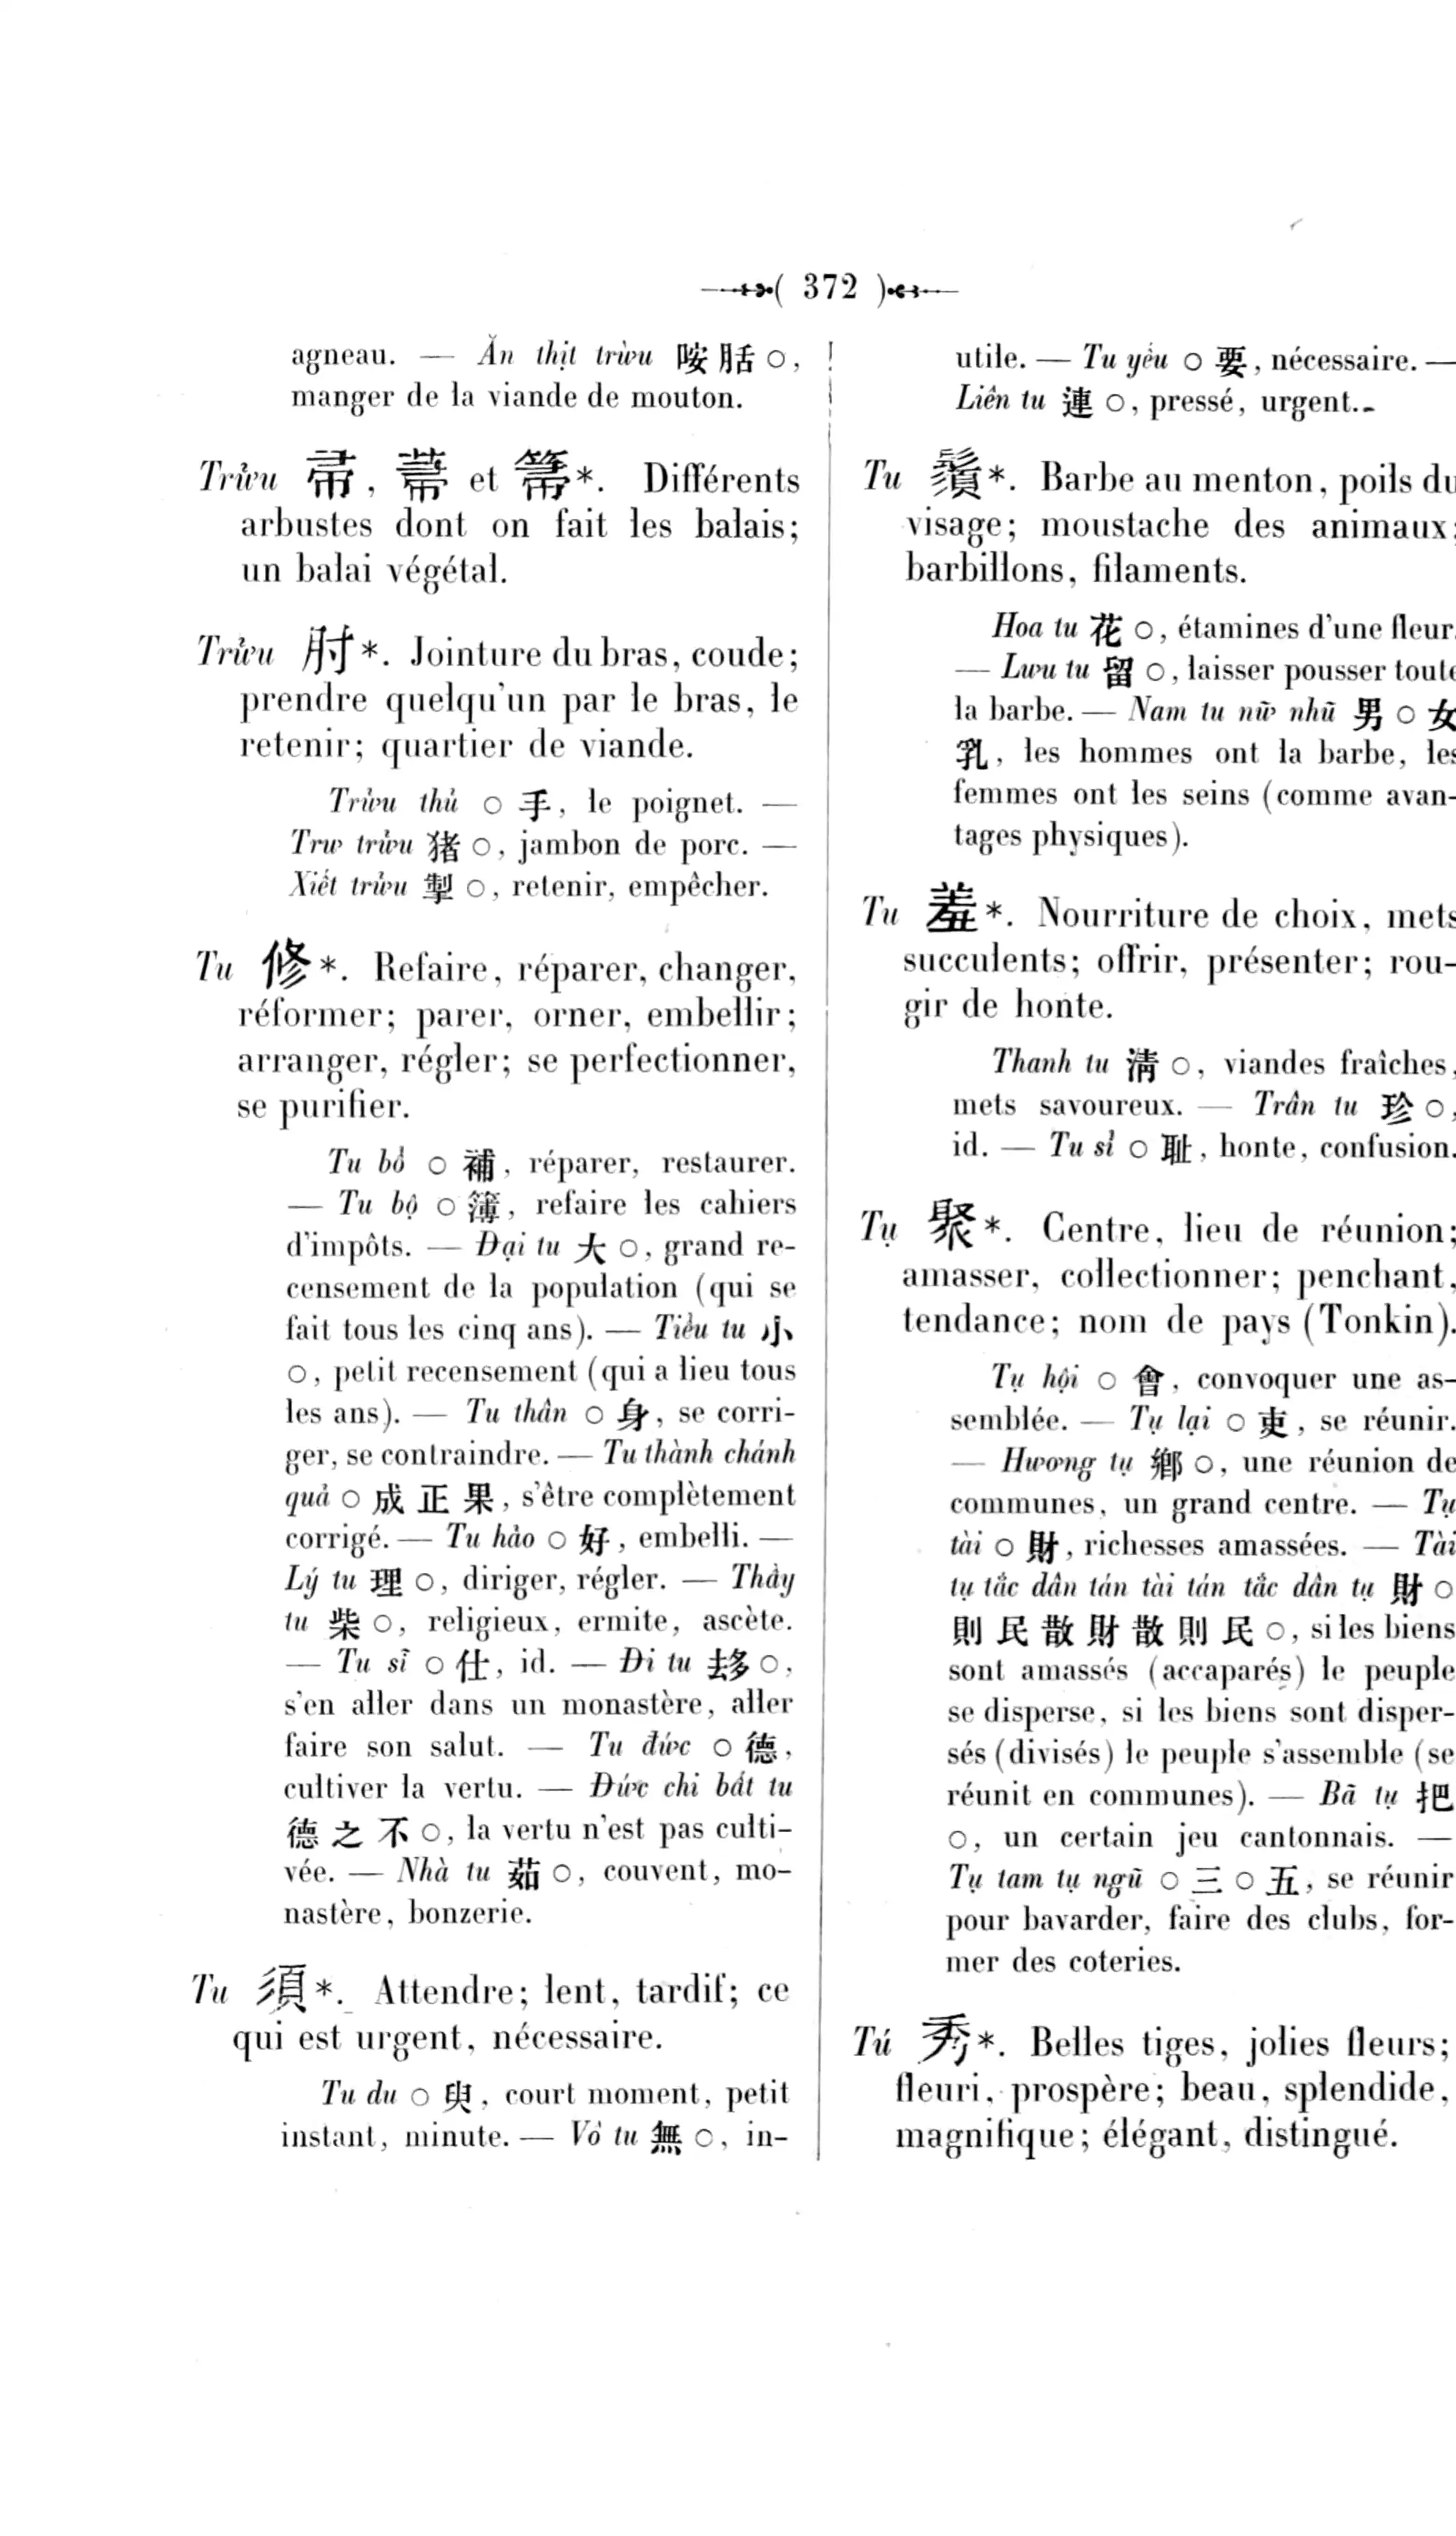 ( 372 )
agneau. — Ăn thịt trừu 咹䏦○,
manger de la viande de mouton.
Trửu 帚, 菷 et 箒*. Différents
arbustes dont on fait les balais;
un balai végétal.
Trửu 肘*. Jointure du bras, coude;
prendre quelqu'un par le bras, le
retenir; quartier de viande.
Trửu thủ ○ 手, le poignet. —
Trư trửu 猪 ○, jambon de porc. —
Xiết trửu 掣 ○, retenir, empêcher.
Tu 修*. Refaire, réparer, changer,
réformer; parer, orner, embellir;
arranger, régler; se perfectionner,
se purifier.
Tu bổ ○ 補, réparer, restaurer.
— Tu bộ ○ 簿, refaire les cahiers
d'impôts. — Đại tu 大 ○, grand re-
censement de la population (qui se
fait tous les cinq ans). — Tiểu tu 小
○, petit recensement (qui a lieu tous
les ans). — Tu thân ○ 身, se corri-
ger, se contraindre. — Tu thành chánh
quả ○ 成 正 果, s'être complètement
corrigé. — Tu hảo ○ 好, embelli. —
Lý tu 理 ○, diriger, régler. — Thầy
tu 柴 ○, religieux, ermite, ascète.
— Tu sĩ ○ 仕, id. — Đi tu 𠫾 ○,
s'en aller dans un monastère, aller
faire son salut. — Tu đức ○ 德,
cultiver la vertu. — Đức chi bất tu
德 之 不 ○, la vertu n'est pas culti-
vée. — Nhà tu 茹 ○, couvent, mo-
nastère, bonzerie.
Tu 須*. Attendre; lent, tardif; ce
qui est urgent, nécessaire.
Tu du ○ 臾, court moment, petit
instant, minute. — Vô tu 無 ○, in-
utile. — Tu yếu ○ 要, nécessaire. —
Liên tu 連 ○, pressé, urgent.
Tu 鬚*. Barbe au menton, poils du
visage; moustache des animaux;
barbillons, filaments.
Hoa tu 花 ○, étamines d'une fleur.
— Lưu tu 留 ○, laisser pousser toute
la barbe. — Nam tu nữ nhũ 男 ○ 女
乳, les hommes ont la barbe, les
femmes ont les seins (comme avan-
tages physiques).
Tu 羞*. Nourriture de choix, mets
succulents; offrir, présenter; rou-
gir de honte.
Thanh tu 清 ○, viandes fraîches,
mets savoureux. — Trân tu 珍 ○,
id. — Tu sỉ ○ 耻, honte, confusion.
Tụ 聚*. Centre, lieu de réunion;
amasser, collectionner; penchant,
tendance; nom de pays (Tonkin).
Tụ hội ○ 會, convoquer une as-
semblée. — Tụ lại ○ 吏, se réunir.
— Hương tụ 鄉 ○, une réunion de
communes, un grand centre. — Tụ
tài ○ 財, richesses amassées. — Tài
tụ tắc dân tán tài tán tắc dân tụ 財 ○
則 民 散 財 散 則 民 ○, si les biens
sont amassés (accaparés) le peuple
se disperse, si les biens sont disper-
sés (divisés) le peuple s'assemble (se
réunit en communes). — Bã tụ 把
○, un certain jeu cantonnais. —
Tụ tam tụ ngũ ○ 三 ○ 五, se réunir
pour bavarder, faire des clubs, for-
mer des coteries.
Tú 秀*. Belles tiges, jolies fleurs;
fleuri, prospère; beau, splendide,
magnifique; élégant, distingué.